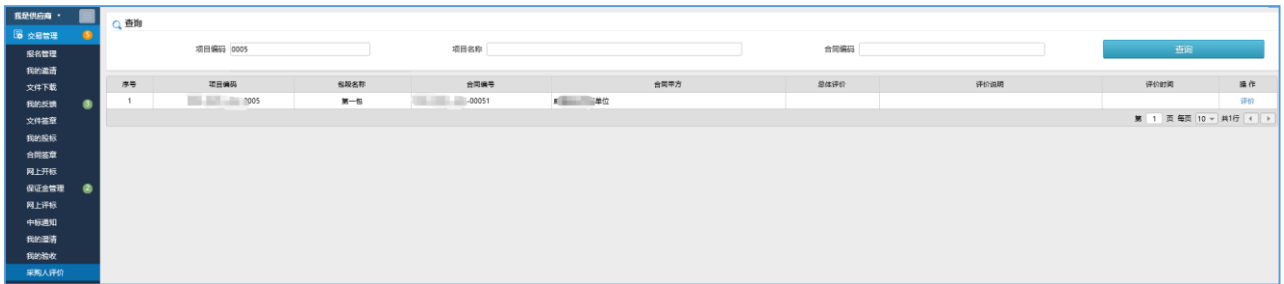 我是供应商
交易管理 5
报名管理
我的邀请
文件下载
我的反馈 3
文件签章
我的投标
合同签章
网上开标
保证金管理 2
网上评标
中标通知
我的澄清
我的验收
采购人评价
查询
项目编码 0005 项目名称 合同编码 查询
序号 项目编码 包段名称 合同编号 合同甲方 总体评价 评价说明 评价时间 操作
1 0005 第一包 -00051 单位 评价
第 1 页 每页 10 共1行